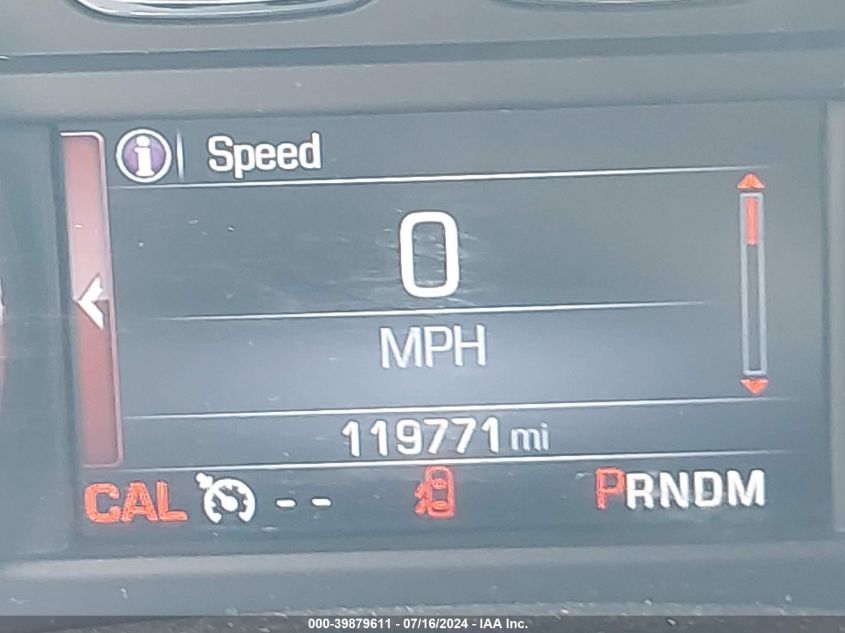 i Speed
0
MPH
119771 mi
CAL -- PRNDM
000-39879611 - 07/16/2024 - IAA Inc.